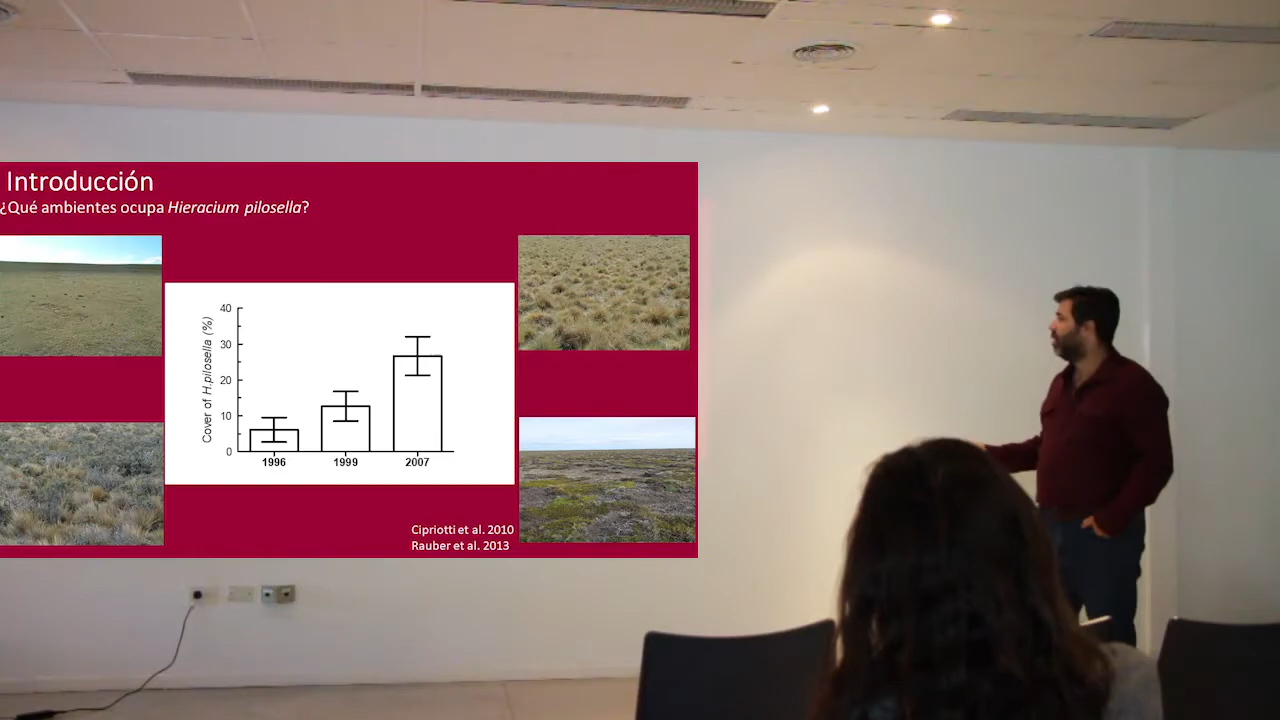 Introducción
¿Qué ambientes ocupa Hieracium pilosella?
Cover of H.pilosella (%)
40
30
20
10
0
1996
1999
2007
Cipriotti et al. 2010
Rauber et al. 2013